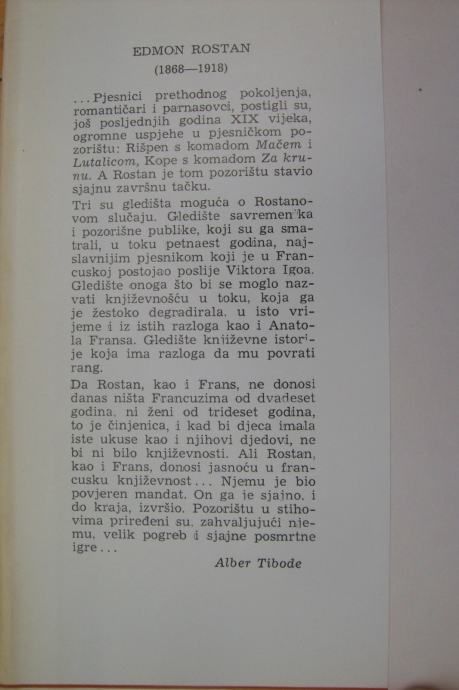 EDMON ROSTAN
(1868—1918)
...Pjesnici prethodnog pokoljenja,
romantičari i parnasovci, postigli su,
još posljednjih godina XIX vijeka,
ogromne uspjehe u pjesničkom po-
zorištu: Rišpen s komadom Mačem i
Lutalicom, Kope s komadom Za kru-
nu. A Rostan je tom pozorištu stavio
sjajnu završnu tačku.
Tri su gledišta moguća o Rostano-
vom slučaju. Gledište savremenika
i pozorišne publike, koji su ga sma-
trali, u toku petnaest godina, naj-
slavnijim pjesnikom koji je u Fran-
cuskoj postojao poslije Viktora Igoa.
Gledište onoga što bi se moglo naz-
vati književnošću u toku, koja ga
je žestoko degradirala. u isto vri-
jeme i iz istih razloga kao i Anato-
la Fransa. Gledište književne istori-
je koja ima razloga da mu povrati
rang.
Da Rostan, kao i Frans, ne donosi
danas ništa Francuzima od dvadeset
godina. ni ženi od trideset godina,
to je činjenica, i kad bi djeca imala
iste ukuse kao i njihovi djedovi, ne
bi ni bilo književnosti. Ali Rostan,
kao i Frans, donosi jasnoću u fran-
cusku književnost... Njemu je bio
povjeren mandat. On ga je sjajno. i
do kraja, izvršio. Pozorištu u stiho-
vima priređeni su. zahvaljujući nje-
mu, velik pogreb i sjajne posmrtne
igre...
Alber Tibode